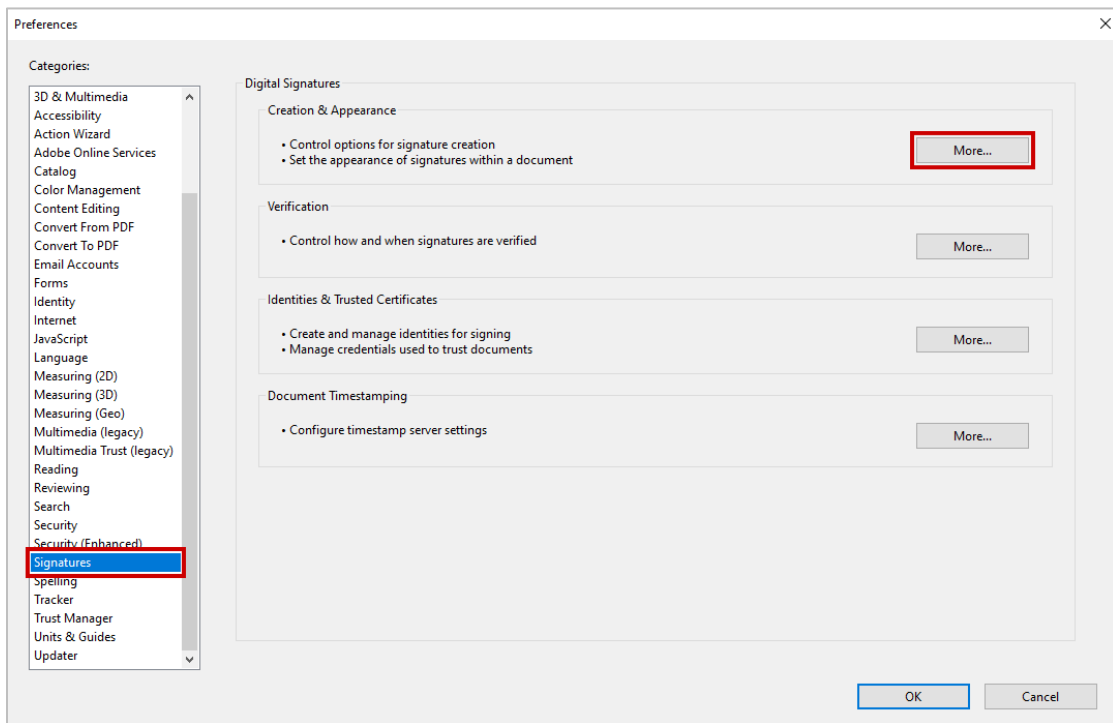 Preferences
Categories:
3D & Multimedia
Accessibility
Action Wizard
Adobe Online Services
Catalog
Color Management
Content Editing
Convert From PDF
Convert To PDF
Email Accounts
Forms
Identity
Internet
JavaScript
Language
Measuring (2D)
Measuring (3D)
Measuring (Geo)
Multimedia (legacy)
Multimedia Trust (legacy)
Reading
Reviewing
Search
Security
Security (Enhanced)
Signatures
Spelling
Tracker
Trust Manager
Units & Guides
Updater
Digital Signatures
Creation & Appearance
• Control options for signature creation
• Set the appearance of signatures within a document
More...
Verification
• Control how and when signatures are verified
More...
Identities & Trusted Certificates
• Create and manage identities for signing
• Manage credentials used to trust documents
More...
Document Timestamping
• Configure timestamp server settings
More...
OK
Cancel